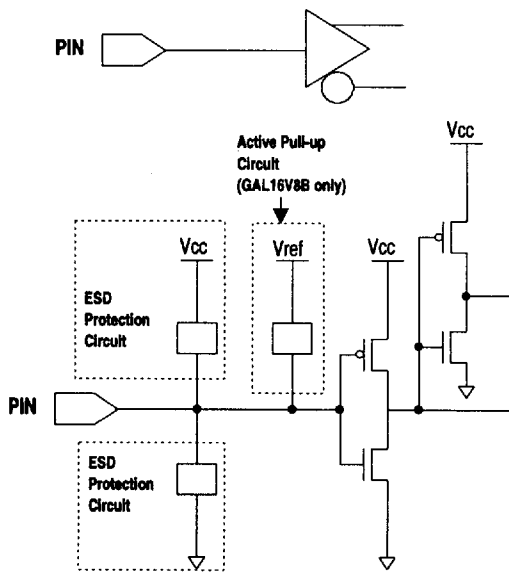 PIN
Active Pull-up
Circuit
(GAL16V8B only)
Vcc
Vcc
Vref
Vcc
ESD
Protection
Circuit
PIN
ESD
Protection
Circuit